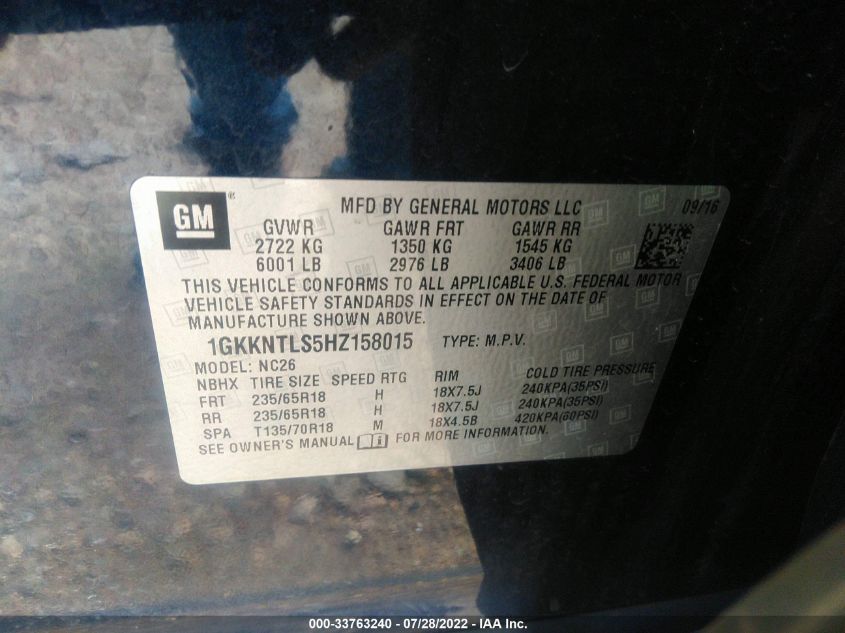 GM ® MFD BY GENERAL MOTORS LLC 09/16
GVWR GAWR FRT GAWR RR
2722 KG 1350 KG 1545 KG
6001 LB 2976 LB 3406 LB
THIS VEHICLE CONFORMS TO ALL APPLICABLE U.S. FEDERAL MOTOR
VEHICLE SAFETY STANDARDS IN EFFECT ON THE DATE OF
MANUFACTURE SHOWN ABOVE.
1GKKNTLS5HZ158015 TYPE: M.P.V.
MODEL: NC26
NBHX TIRE SIZE SPEED RTG RIM COLD TIRE PRESSURE
FRT 235/65R18 H 18X7.5J 240KPA(35PSI)
RR 235/65R18 H 18X7.5J 240KPA(35PSI)
SPA T135/70R18 M 18X4.5B 420KPA(60PSI)
SEE OWNER'S MANUAL FOR MORE INFORMATION.
000-33763240 - 07/28/2022 - IAA Inc.